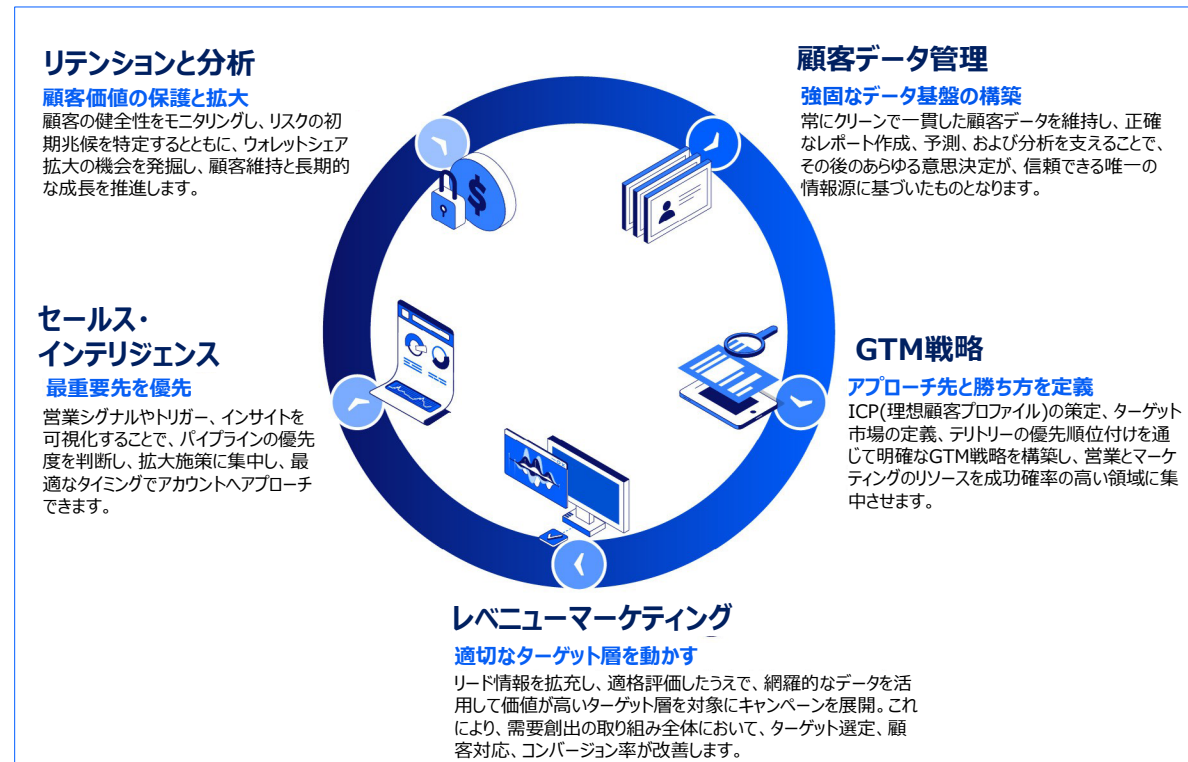 リテンションと分析
顧客価値の保護と拡大
顧客の健全性をモニタリングし、リスクの初
期兆候を特定するとともに、ウォレットシェア
拡大の機会を発掘し、顧客維持と長期的
な成長を推進します。
顧客データ管理
強固なデータ基盤の構築
常にクリーンで一貫した顧客データを維持し、正確
なレポート作成、予測、および分析を支えることで、
その後のあらゆる意思決定が、信頼できる唯一の
情報源に基づいたものとなります。
$
セールス・
インテリジェンス
最重要先を優先
営業シグナルやトリガー、インサイトを
可視化することで、パイプラインの優先
度を判断し、拡大施策に集中し、最
適なタイミングでアカウントへアプローチ
できます。
GTM戦略
アプローチ先と勝ち方を定義
ICP(理想顧客プロファイル)の策定、ターゲット
市場の定義、テリトリーの優先順位付けを通
じて明確なGTM戦略を構築し、営業とマーケ
ティングのリソースを成功確率の高い領域に集
中させます。
レベニューマーケティング
適切なターゲット層を動かす
リード情報を拡充し、適格評価したうえで、網羅的なデータを活
用して価値が高いターゲット層を対象にキャンペーンを展開。これ
により、需要創出の取り組み全体において、ターゲット選定、顧
客対応、コンバージョン率が改善します。